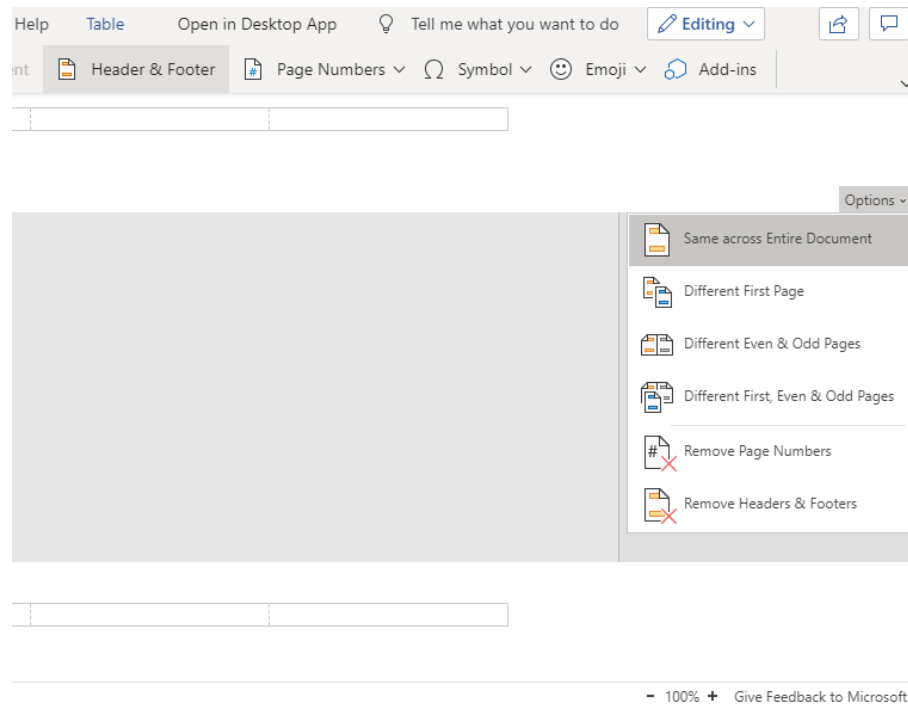 Help Table Open in Desktop App Tell me what you want to do Editing
Header & Footer # Page Numbers Ω Symbol Emoji Add-ins
Options
Same across Entire Document
Different First Page
Different Even & Odd Pages
Different First, Even & Odd Pages
# Remove Page Numbers
Remove Headers & Footers
- 100% + Give Feedback to Microsoft